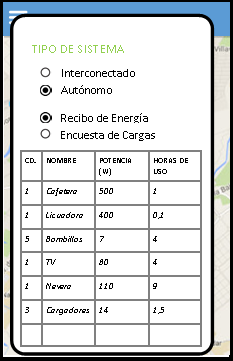 TIPO DE SISTEMA
Interconectado
Autónomo
Recibo de Energía
Encuesta de Cargas
CD. NOMBRE POTENCIA (W) HORAS DE USO
1 Cafetera 500 1
1 Licuadora 400 0,1
5 Bombillos 7 4
1 TV 80 4
1 Nevera 110 9
3 Cargadores 14 1,5